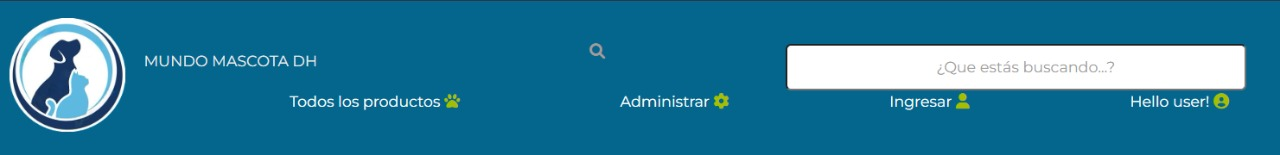 MUNDO MASCOTA DH
¿Que estás buscando...?
Todos los productos Administrar Ingresar Hello user!